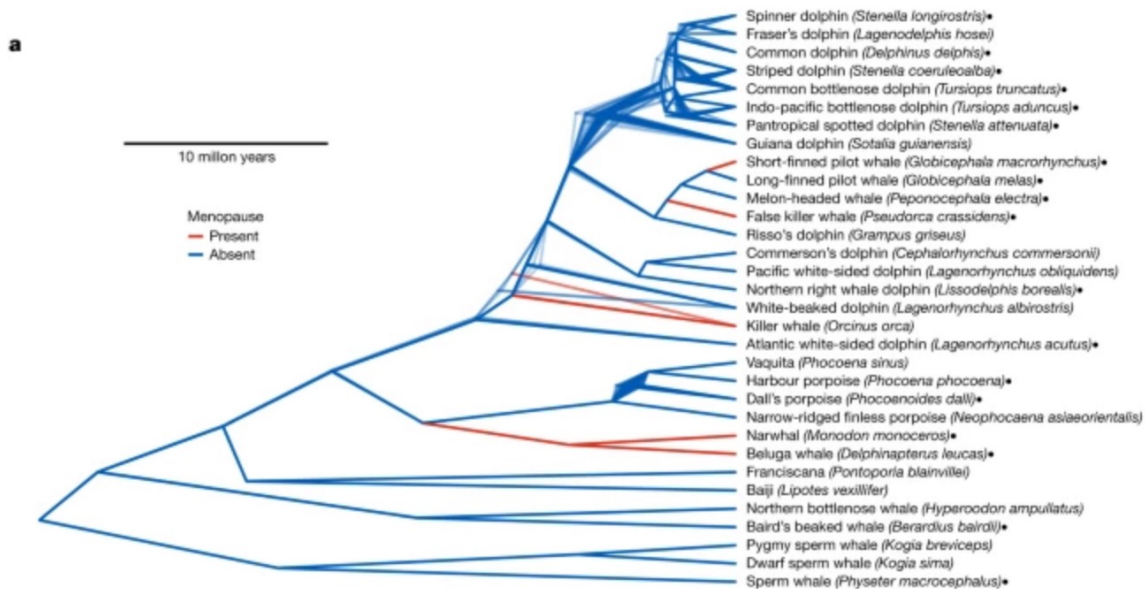 a
Spinner dolphin (Stenella longirostris)•
Fraser's dolphin (Lagenodelphis hosei)
Common dolphin (Delphinus delphis)•
Striped dolphin (Stenella coeruleoalba)•
Common bottlenose dolphin (Tursiops truncatus)•
Indo-pacific bottlenose dolphin (Tursiops aduncus)•
Pantropical spotted dolphin (Stenella attenuata)•
Guiana dolphin (Sotalia guianensis)
Short-finned pilot whale (Globicephala macrorhynchus)•
Long-finned pilot whale (Globicephala melas)•
Melon-headed whale (Peponocephala electra)•
False killer whale (Pseudorca crassidens)•
Risso's dolphin (Grampus griseus)
Commerson's dolphin (Cephalorhynchus commersonii)
Pacific white-sided dolphin (Lagenorhynchus obliquidens)
Northern right whale dolphin (Lissodelphis borealis)•
White-beaked dolphin (Lagenorhynchus albirostris)
Killer whale (Orcinus orca)
Atlantic white-sided dolphin (Lagenorhynchus acutus)•
Vaquita (Phocoena sinus)
Harbour porpoise (Phocoena phocoena)•
Dall's porpoise (Phocoenoides dalli)•
Narrow-ridged finless porpoise (Neophocaena asiaeorientalis)
Narwhal (Monodon monoceros)•
Beluga whale (Delphinapterus leucas)•
Franciscana (Pontoporia blainvillei)
Baiji (Lipotes vexillifer)
Northern bottlenose whale (Hyperoodon ampullatus)
Baird's beaked whale (Berardius bairdii)•
Pygmy sperm whale (Kogia breviceps)
Dwarf sperm whale (Kogia sima)
Sperm whale (Physeter macrocephalus)•
10 millon years
Menopause
Present
Absent